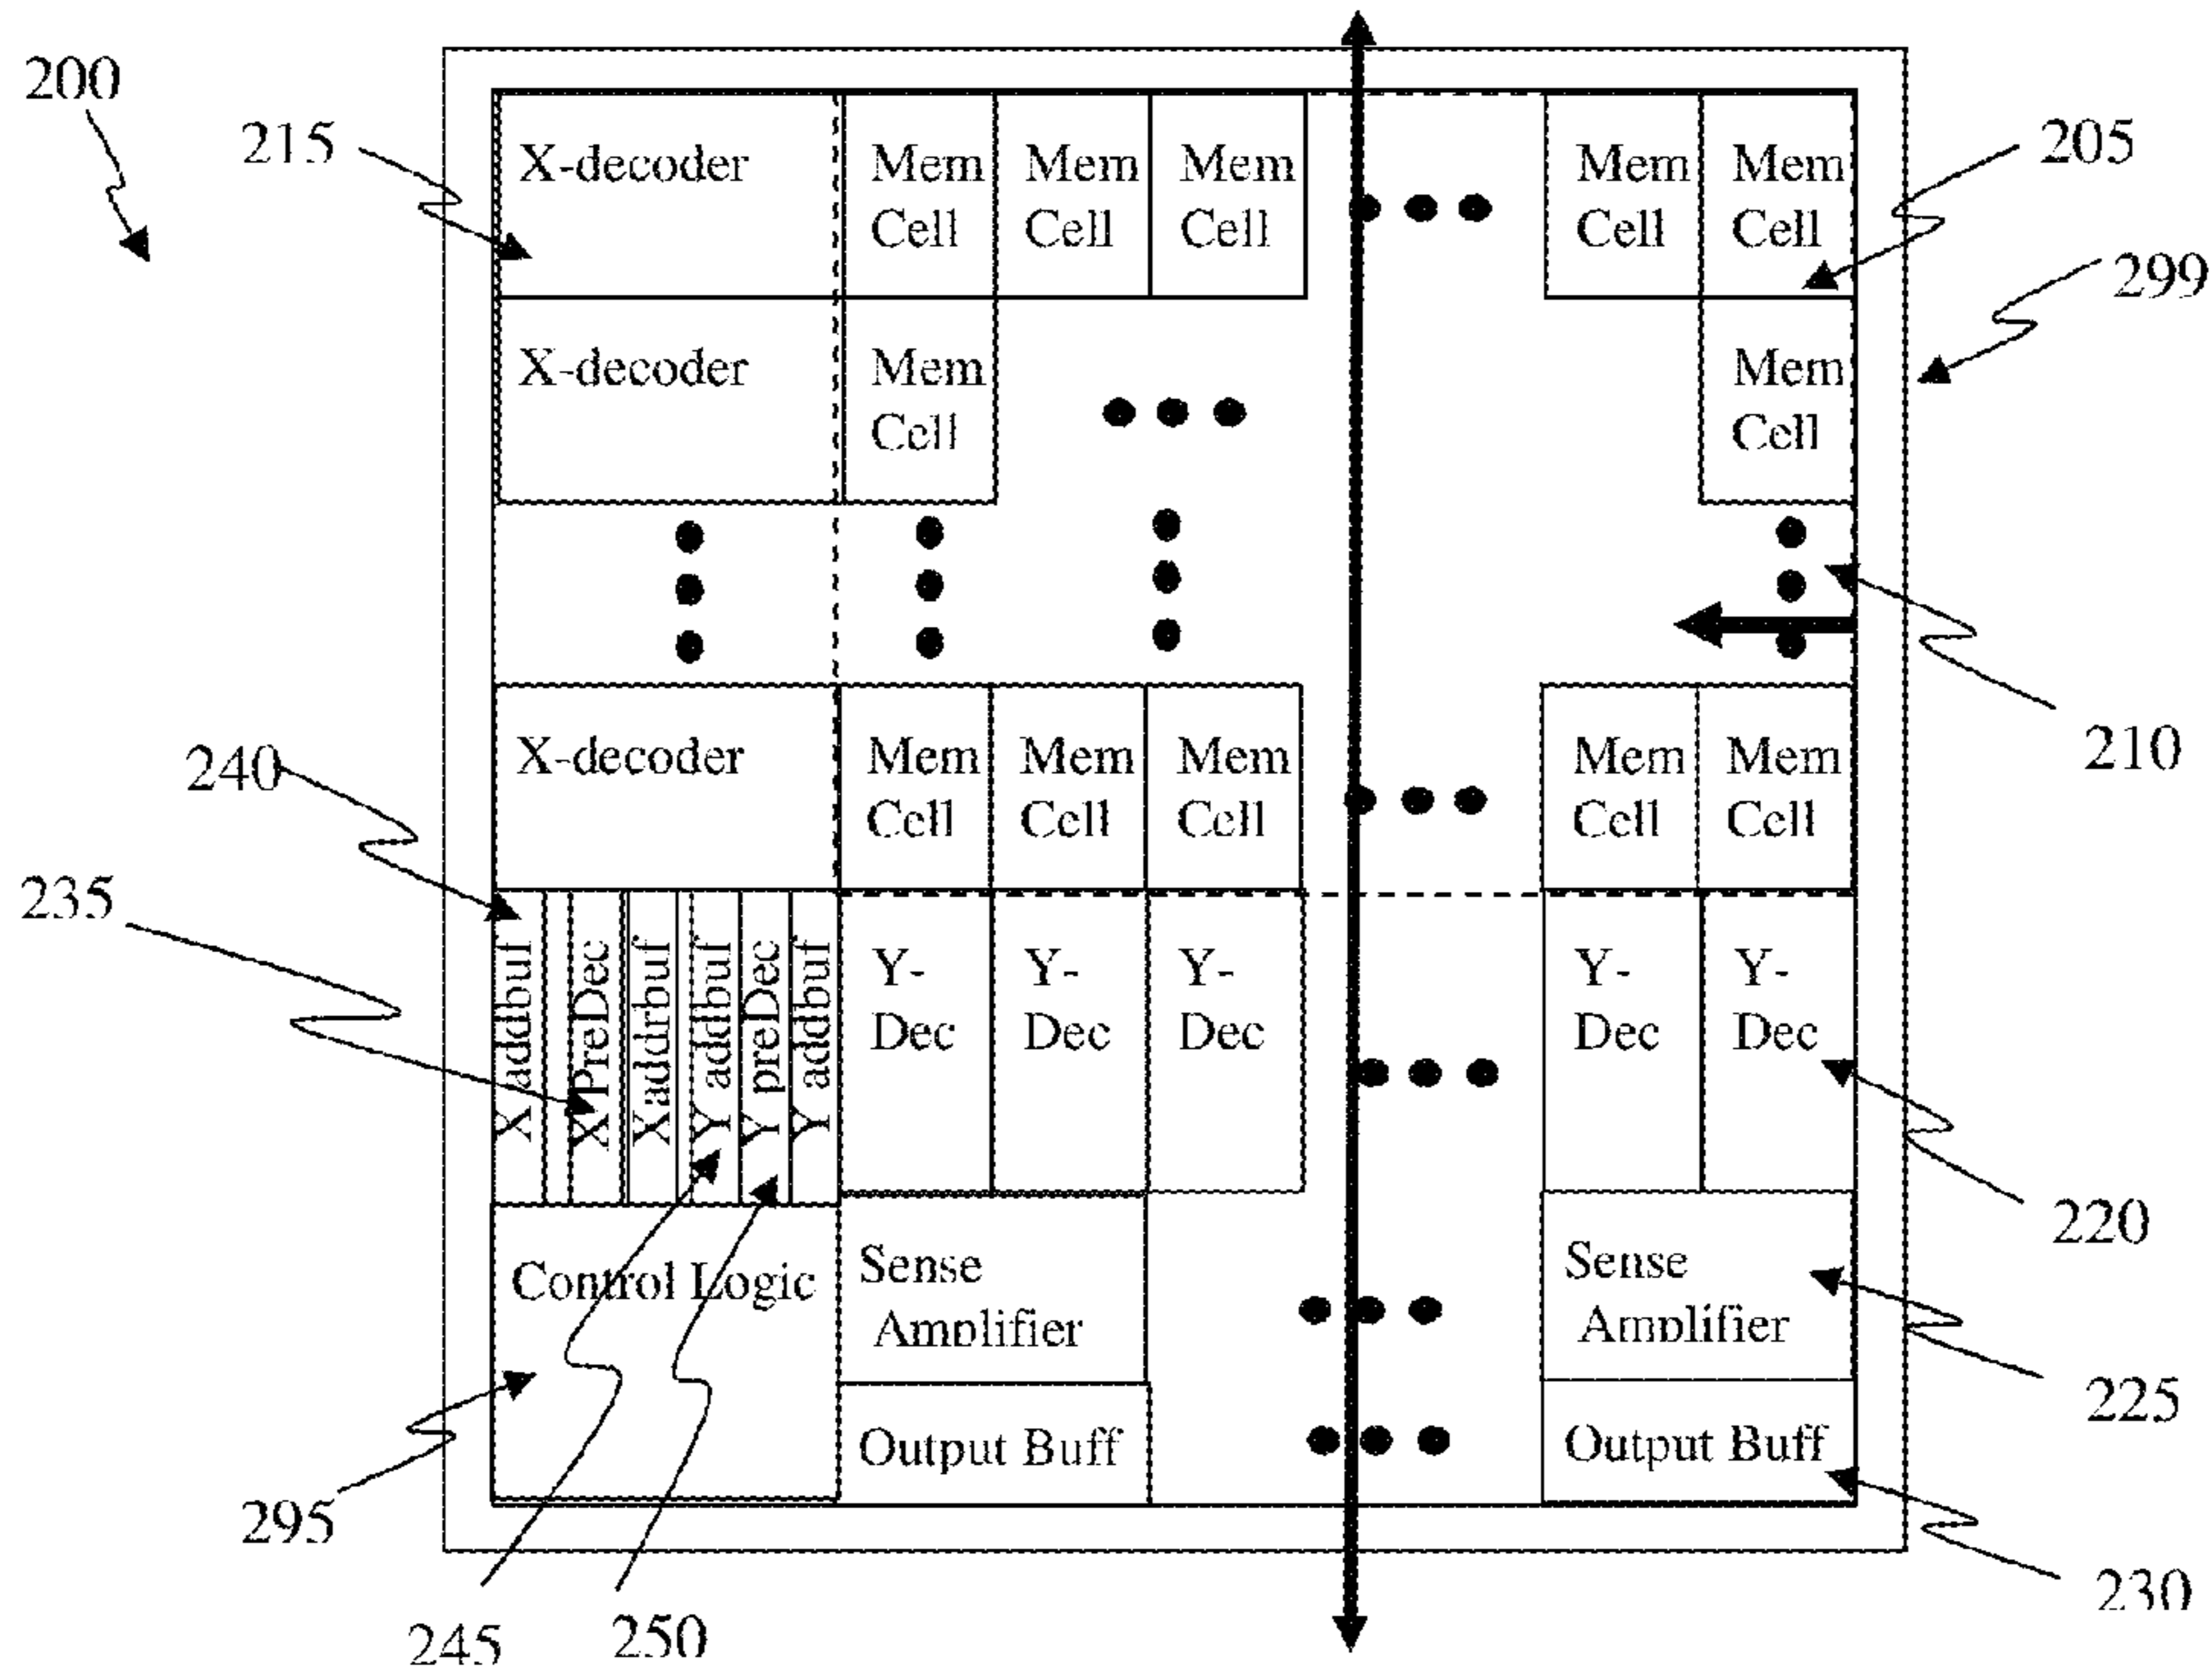 200
215
X-decoder
Mem Cell
Mem Cell
Mem Cell
Mem Cell
Mem Cell
205
299
X-decoder
Mem Cell
Mem Cell
210
240
X-decoder
Mem Cell
Mem Cell
Mem Cell
Mem Cell
Mem Cell
235
X addbuf
XPreDec
Xaddrbuf
Y addbuf
Y preDec
Y addbuf
Y-
Dec
Y-
Dec
Y-
Dec
Y-
Dec
Y-
Dec
220
Control Logic
Sense
Amplifier
Sense
Amplifier
225
295
Output Buff
Output Buff
230
245
250